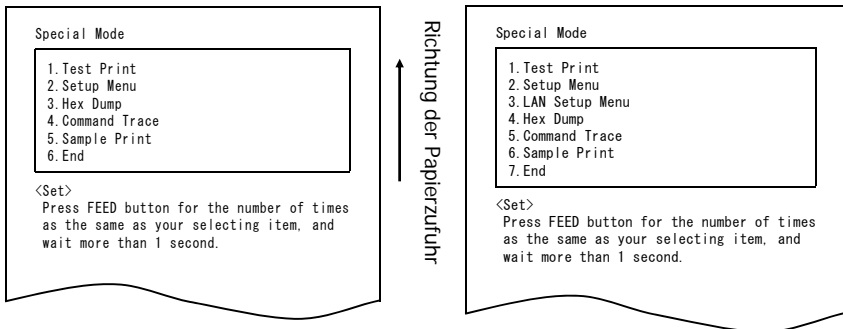 Special Mode
1.Test Print
2.Setup Menu
3.Hex Dump
4.Command Trace
5.Sample Print
6.End
<Set>
Press FEED button for the number of times
as the same as your selecting item, and
wait more than 1 second.
Richtung der Papierzufuhr
Special Mode
1.Test Print
2.Setup Menu
3.LAN Setup Menu
4.Hex Dump
5.Command Trace
6.Sample Print
7.End
<Set>
Press FEED button for the number of times
as the same as your selecting item, and
wait more than 1 second.